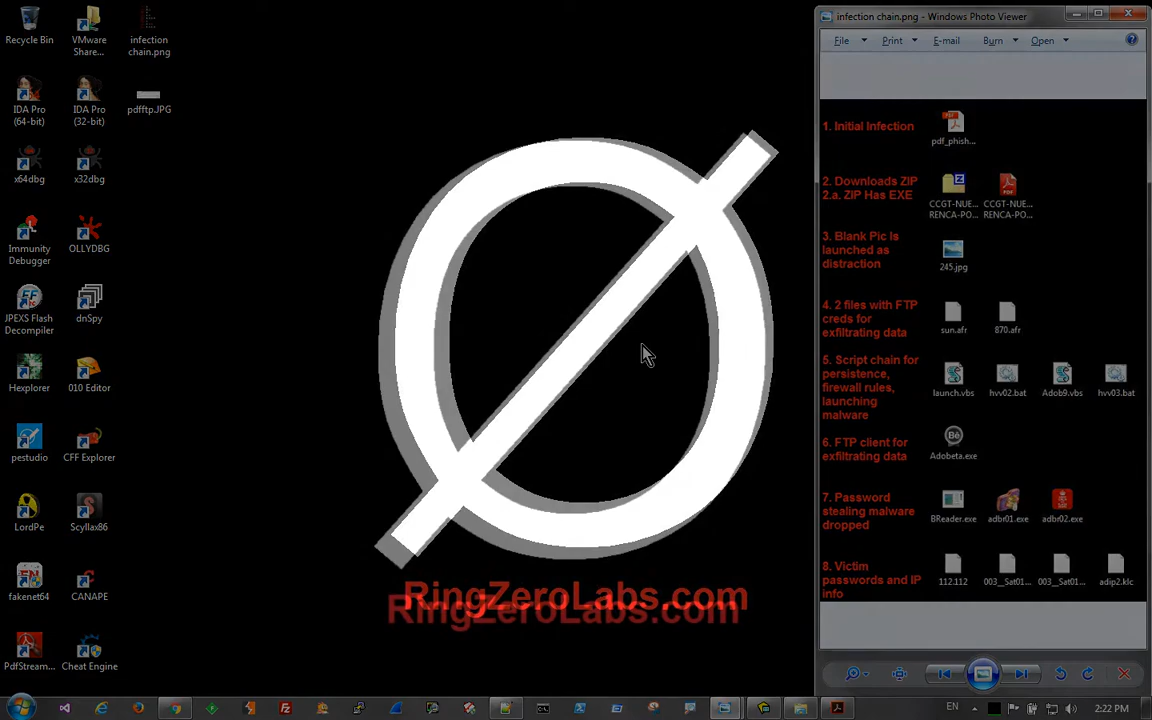 Recycle Bin
VMware
Share...
infection
chain.png
IDA Pro
(64-bit)
IDA Pro
(32-bit)
pdfftp.JPG
x64dbg
x32dbg
Immunity
Debugger
OLLYDBG
JPEXS Flash
Decompiler
dnSpy
Hexplorer
010 Editor
pestudio
CFF Explorer
LordPe
Scyllax86
fakenet64
CANAPE
PdfStream...
Cheat Engine
RingZeroLabs.com
RingZeroLabs.com
infection chain.png - Windows Photo Viewer
File Print E-mail Burn Open
1. Initial Infection
pdf_phish...
2. Downloads ZIP
2.a. ZIP Has EXE
CCGT-NUE...
RENCA-PO...
CCGT-NUE...
RENCA-PO...
3. Blank Pic Is
launched as
distraction
245.jpg
4. 2 files with FTP
creds for
exfiltrating data
sun.afr
870.afr
5. Script chain for
persistence,
firewall rules,
launching
malware
launch.vbs
hvv02.bat
Adob9.vbs
hvv03.bat
6. FTP client for
exfiltrating data
Adobeta.exe
7. Password
stealing malware
dropped
BReader.exe
adbr01.exe
adbr02.exe
8. Victim
passwords and IP
info
112.112
003__Sat01...
003__Sat01...
adip2.klc
EN
2:22 PM